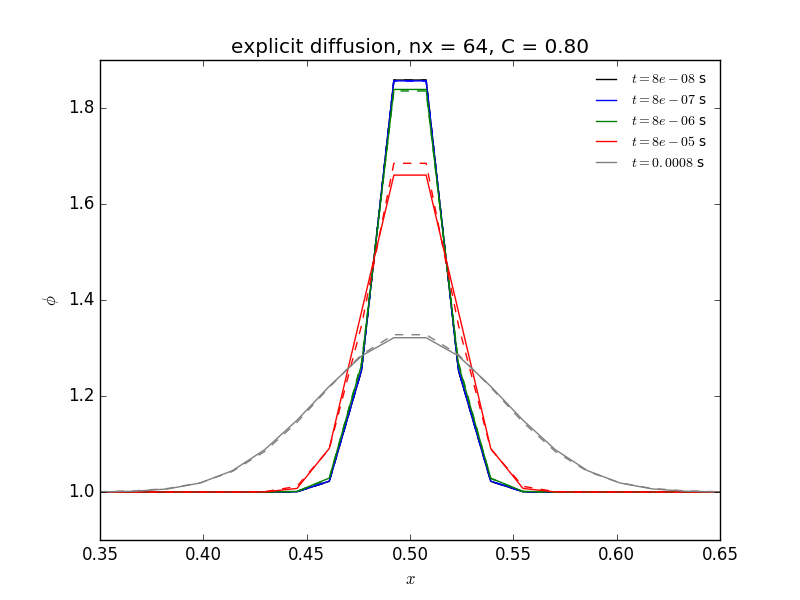 explicit diffusion, nx = 64, C = 0.80
t = 8e − 08 s
t = 8e − 07 s
t = 8e − 06 s
t = 8e − 05 s
t = 0.0008 s
1.8
1.6
1.4
1.2
1.0
ϕ
0.35 0.40 0.45 0.50 0.55 0.60 0.65
x